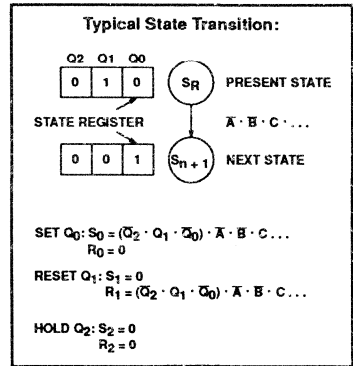 Typical State Transition:
Q2 Q1 Q0
0 1 0
S_R
PRESENT STATE
STATE REGISTER
A̅ · B̅ · C · . . .
0 0 1
S_n + 1
NEXT STATE
SET Q₀: S₀ = (Q̅₂ · Q₁ · Q̅₀) · A̅ · B̅ · C . . .
R₀ = 0
RESET Q₁: S₁ = 0
R₁ = (Q̅₂ · Q₁ · Q̅₀) · A̅ · B̅ · C . . .
HOLD Q₂: S₂ = 0
R₂ = 0